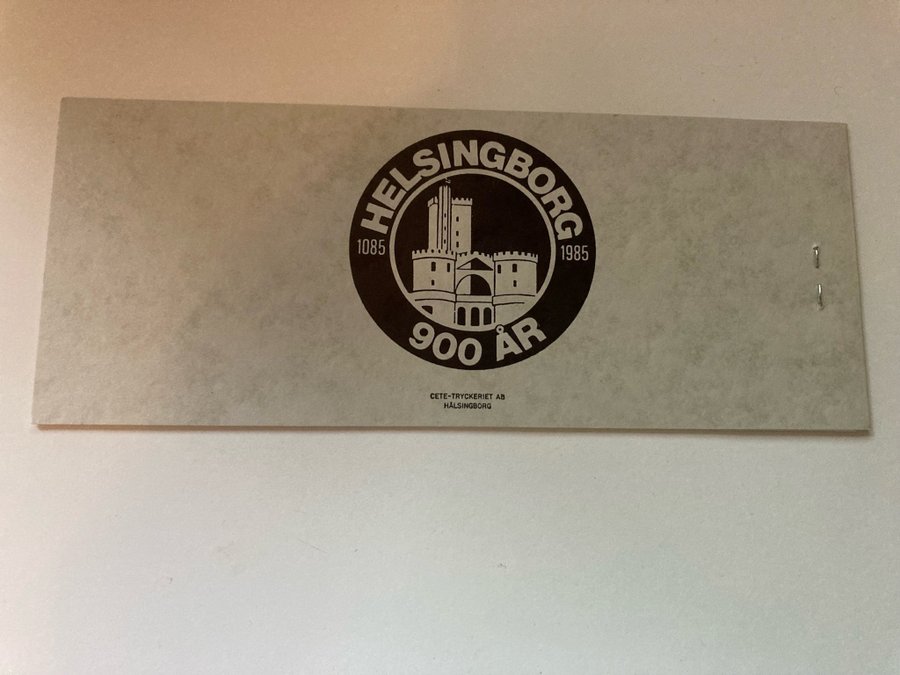 HELSINGBORG
1085
1985
900 ÅR
CETE-TRYCKERIET AB
HÄLSINGBORG